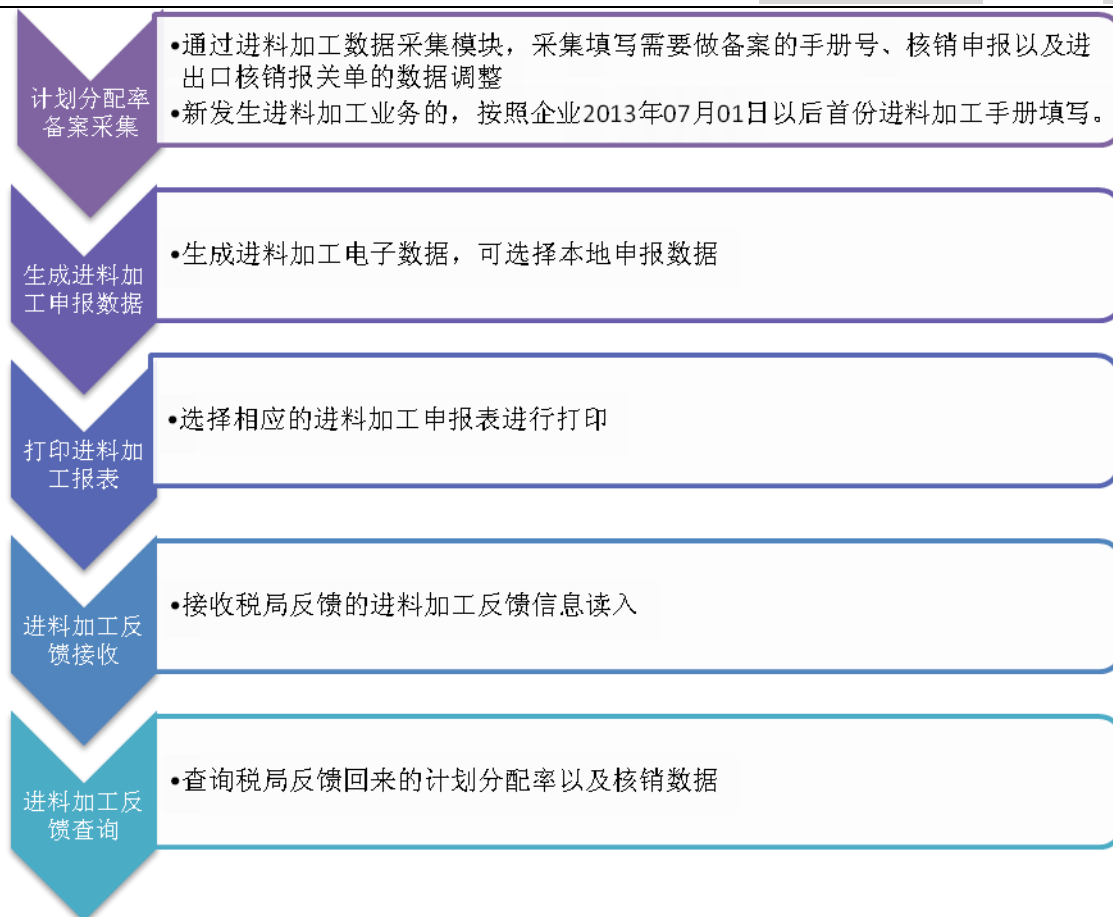 计划分配率
备案采集
•通过进料加工数据采集模块，采集填写需要做备案的手册号、核销申报以及进
出口核销报关单的数据调整
•新发生进料加工业务的，按照企业2013年07月01日以后首份进料加工手册填写。
生成进料加
工申报数据
•生成进料加工电子数据，可选择本地申报数据
打印进料加
工报表
•选择相应的进料加工申报表进行打印
进料加工反
馈接收
•接收税局反馈的进料加工反馈信息读入
进料加工反
馈查询
•查询税局反馈回来的计划分配率以及核销数据